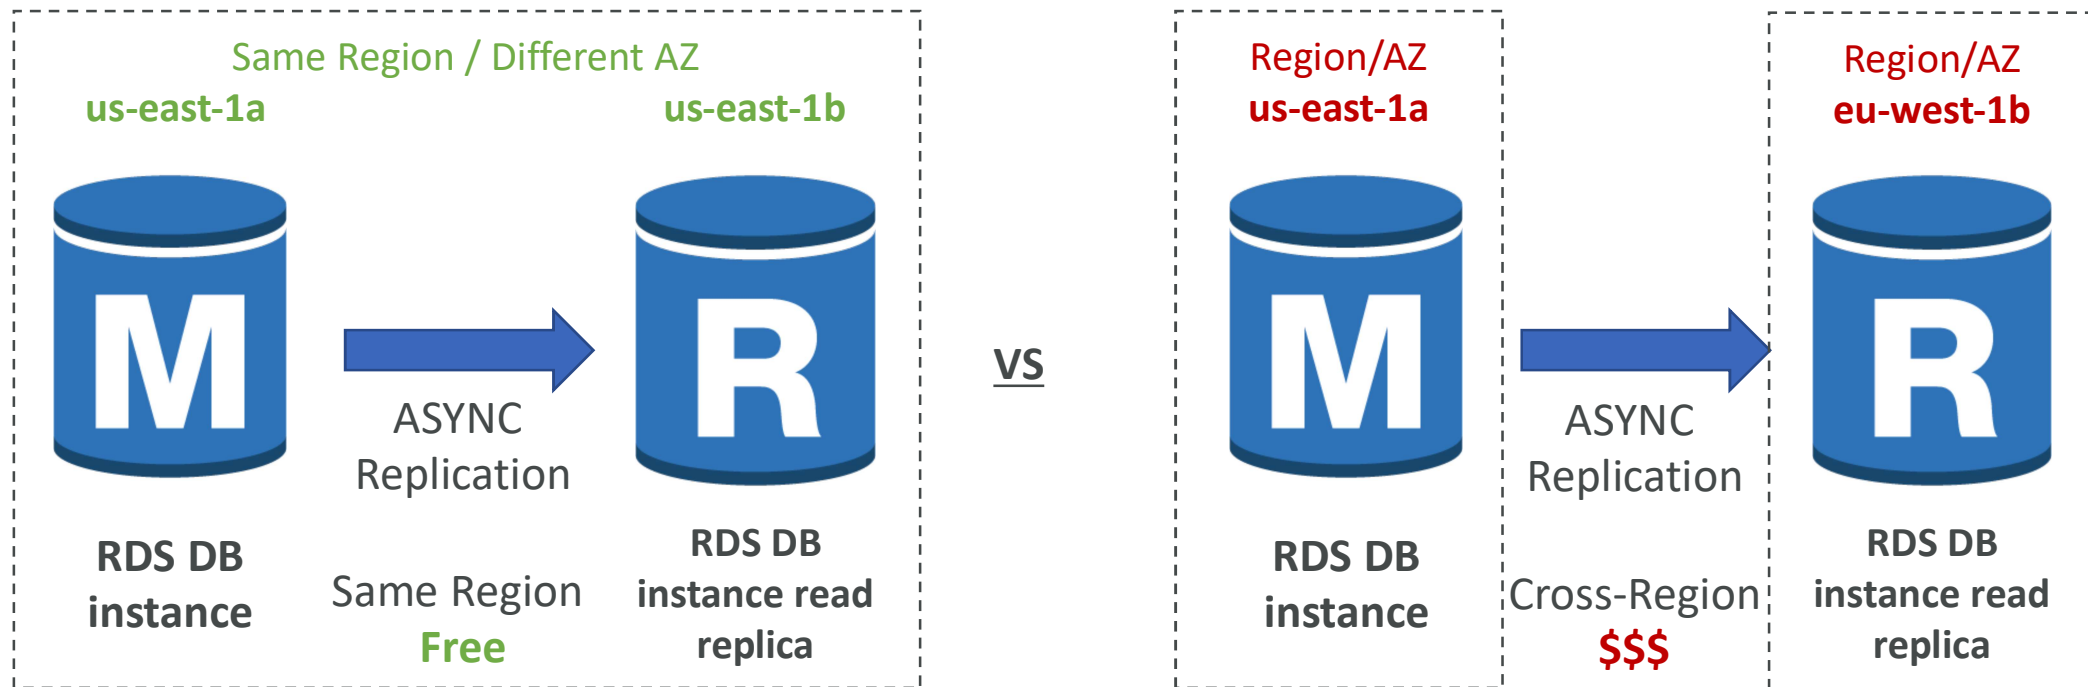 Same Region / Different AZ
us-east-1a
us-east-1b
M
R
ASYNC
Replication
RDS DB
instance
Same Region
Free
RDS DB
instance read
replica
VS
Region/AZ
us-east-1a
M
RDS DB
instance
ASYNC
Replication
Cross-Region
$$$
Region/AZ
eu-west-1b
R
RDS DB
instance read
replica